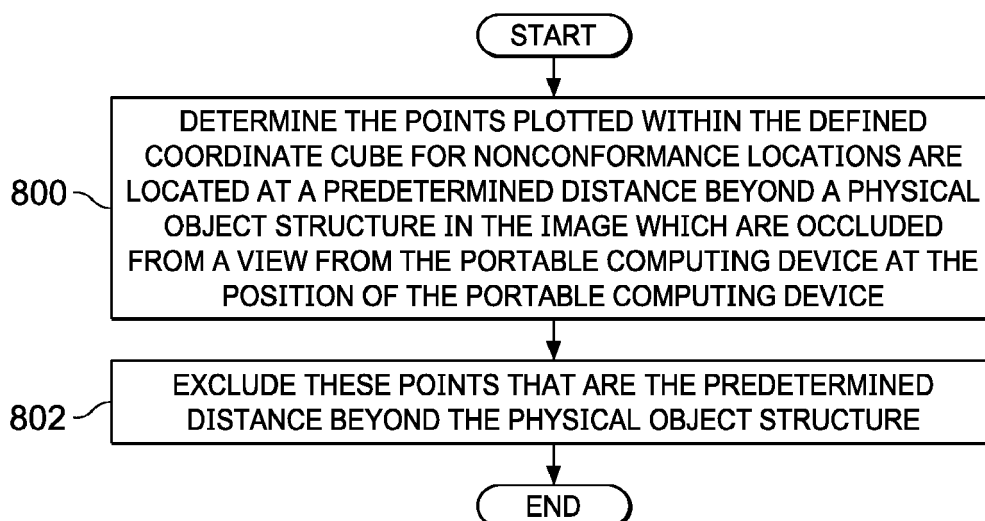 START
DETERMINE THE POINTS PLOTTED WITHIN THE DEFINED
COORDINATE CUBE FOR NONCONFORMANCE LOCATIONS ARE
800
LOCATED AT A PREDETERMINED DISTANCE BEYOND A PHYSICAL
OBJECT STRUCTURE IN THE IMAGE WHICH ARE OCCLUDED
FROM A VIEW FROM THE PORTABLE COMPUTING DEVICE AT THE
POSITION OF THE PORTABLE COMPUTING DEVICE
802
EXCLUDE THESE POINTS THAT ARE THE PREDETERMINED
DISTANCE BEYOND THE PHYSICAL OBJECT STRUCTURE
END